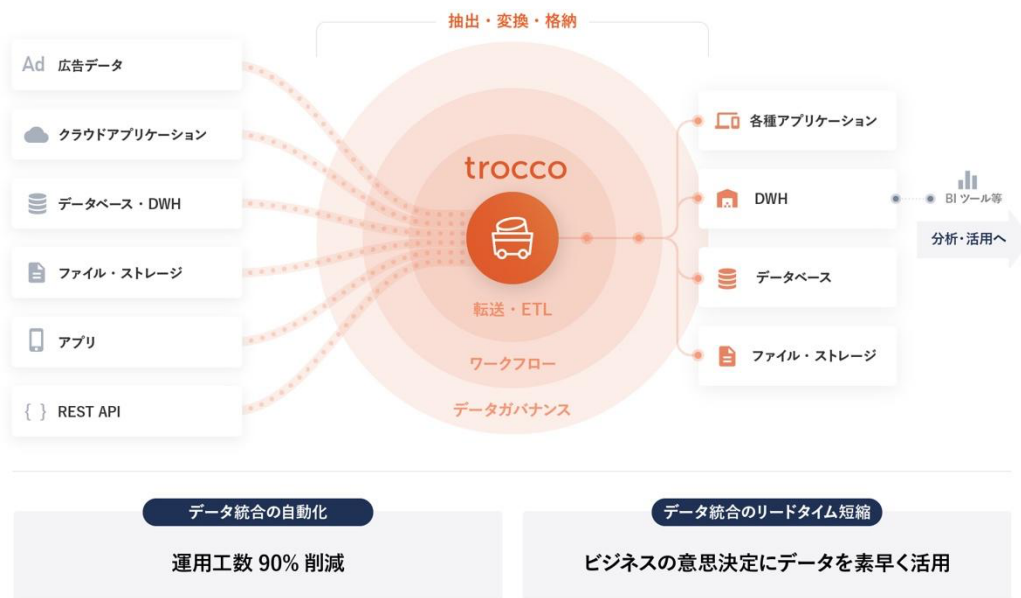 抽出・変換・格納
Ad 広告データ
クラウドアプリケーション
データベース・DWH
ファイル・ストレージ
アプリ
{ } REST API
trocco
転送・ETL
ワークフロー
データガバナンス
各種アプリケーション
DWH
データベース
ファイル・ストレージ
BIツール等
分析・活用へ
データ統合の自動化
運用工数 90% 削減
データ統合のリードタイム短縮
ビジネスの意思決定にデータを素早く活用